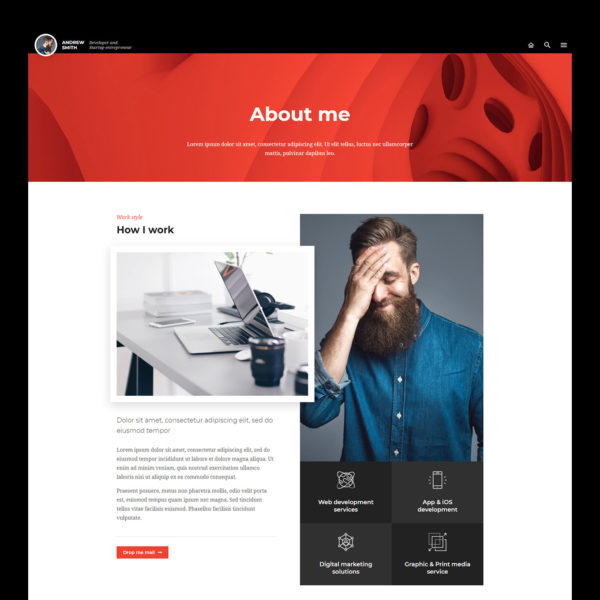 ANDREW
SMITH
Developer and
Startup entrepreneur
About me
Lorem ipsum dolor sit amet, consectetur adipiscing elit. Ut elit tellus, luctus nec ullamcorper
mattis, pulvinar dapibus leo.
Work style
How I work
Dolor sit amet, consectetur adipiscing elit, sed do
eiusmod tempor
Lorem ipsum dolor sit amet, consectetur adipiscing elit, sed do
eiusmod tempor incididunt ut labore et dolore magna aliqua. Ut
enim ad minim veniam, quis nostrud exercitation ullamco
laboris nisi ut aliquip ex ea commodo consequat.
Praesent posuere, metus non pharetra mollis, odio velit porta
est, euismod tempus quam ipsum nec magna. Sed tincidunt
tellus vitae facilisis euismod. Phasellus facilisis tincidunt
vulputate.
Drop me mail
Web development
services
App & iOS
development
Digital marketing
solutions
Graphic & Print media
service